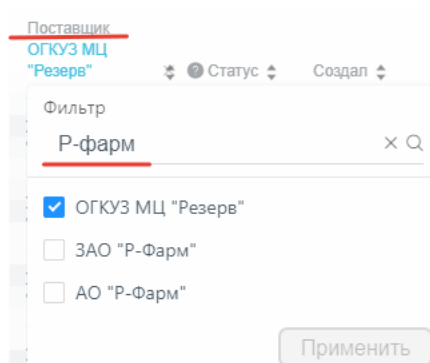 Поставщик
ОГКУЗ МЦ
"Резерв" Статус Создал
Фильтр
Р-фарм
ОГКУЗ МЦ "Резерв"
ЗАО "Р-Фарм"
АО "Р-Фарм"
Применить